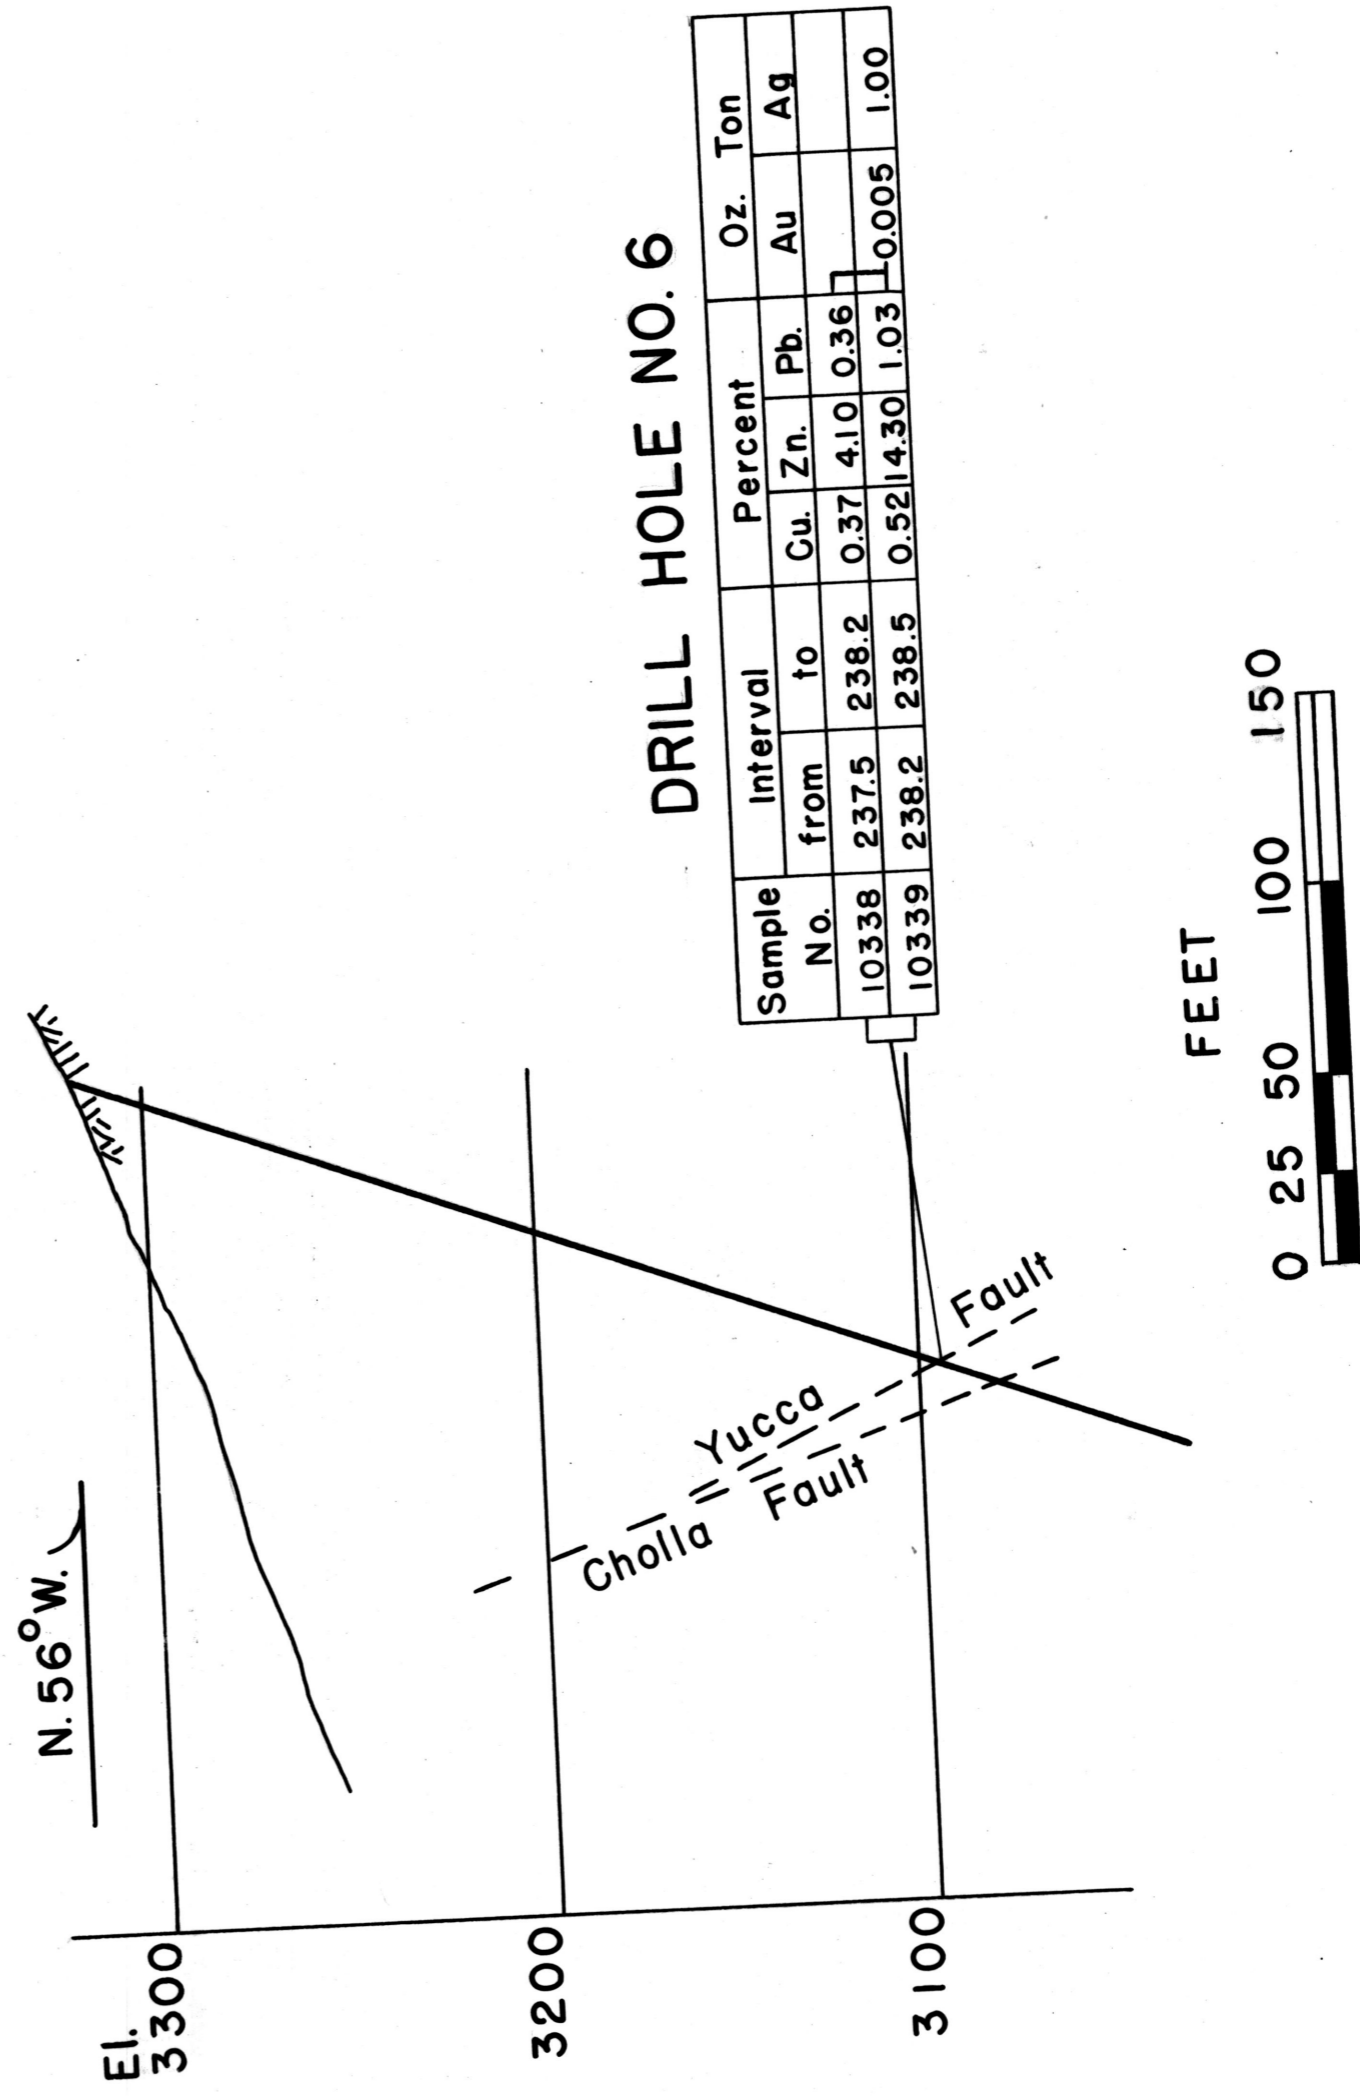 N. 56° W.
El.
3300
3200
3100
Yucca Fault
Cholla Fault
DRILL HOLE NO. 6
Sample No. Interval Percent Oz. Ton
from to Cu. Zn. Pb. Au Ag
10338 237.5 238.2 0.37 4.10 0.36
10339 238.2 238.5 0.52 14.30 1.03 0.005 1.00
FEET
0 25 50 100 150